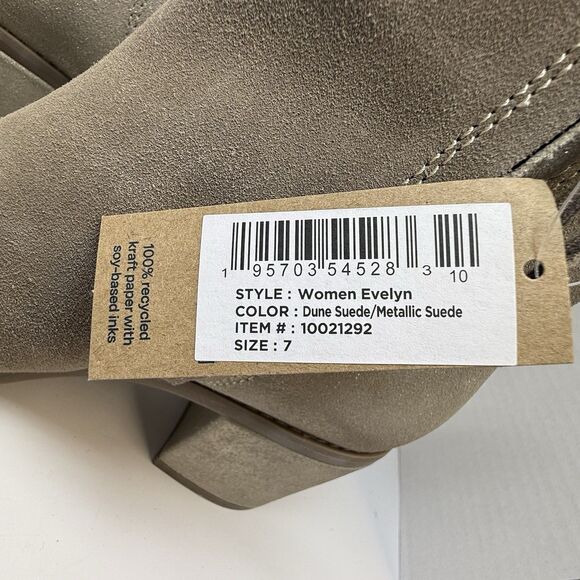 100% recycled
kraft paper with
soy-based inks
1 95703 54528 3 10
STYLE : Women Evelyn
COLOR : Dune Suede/Metallic Suede
ITEM # : 10021292
SIZE : 7